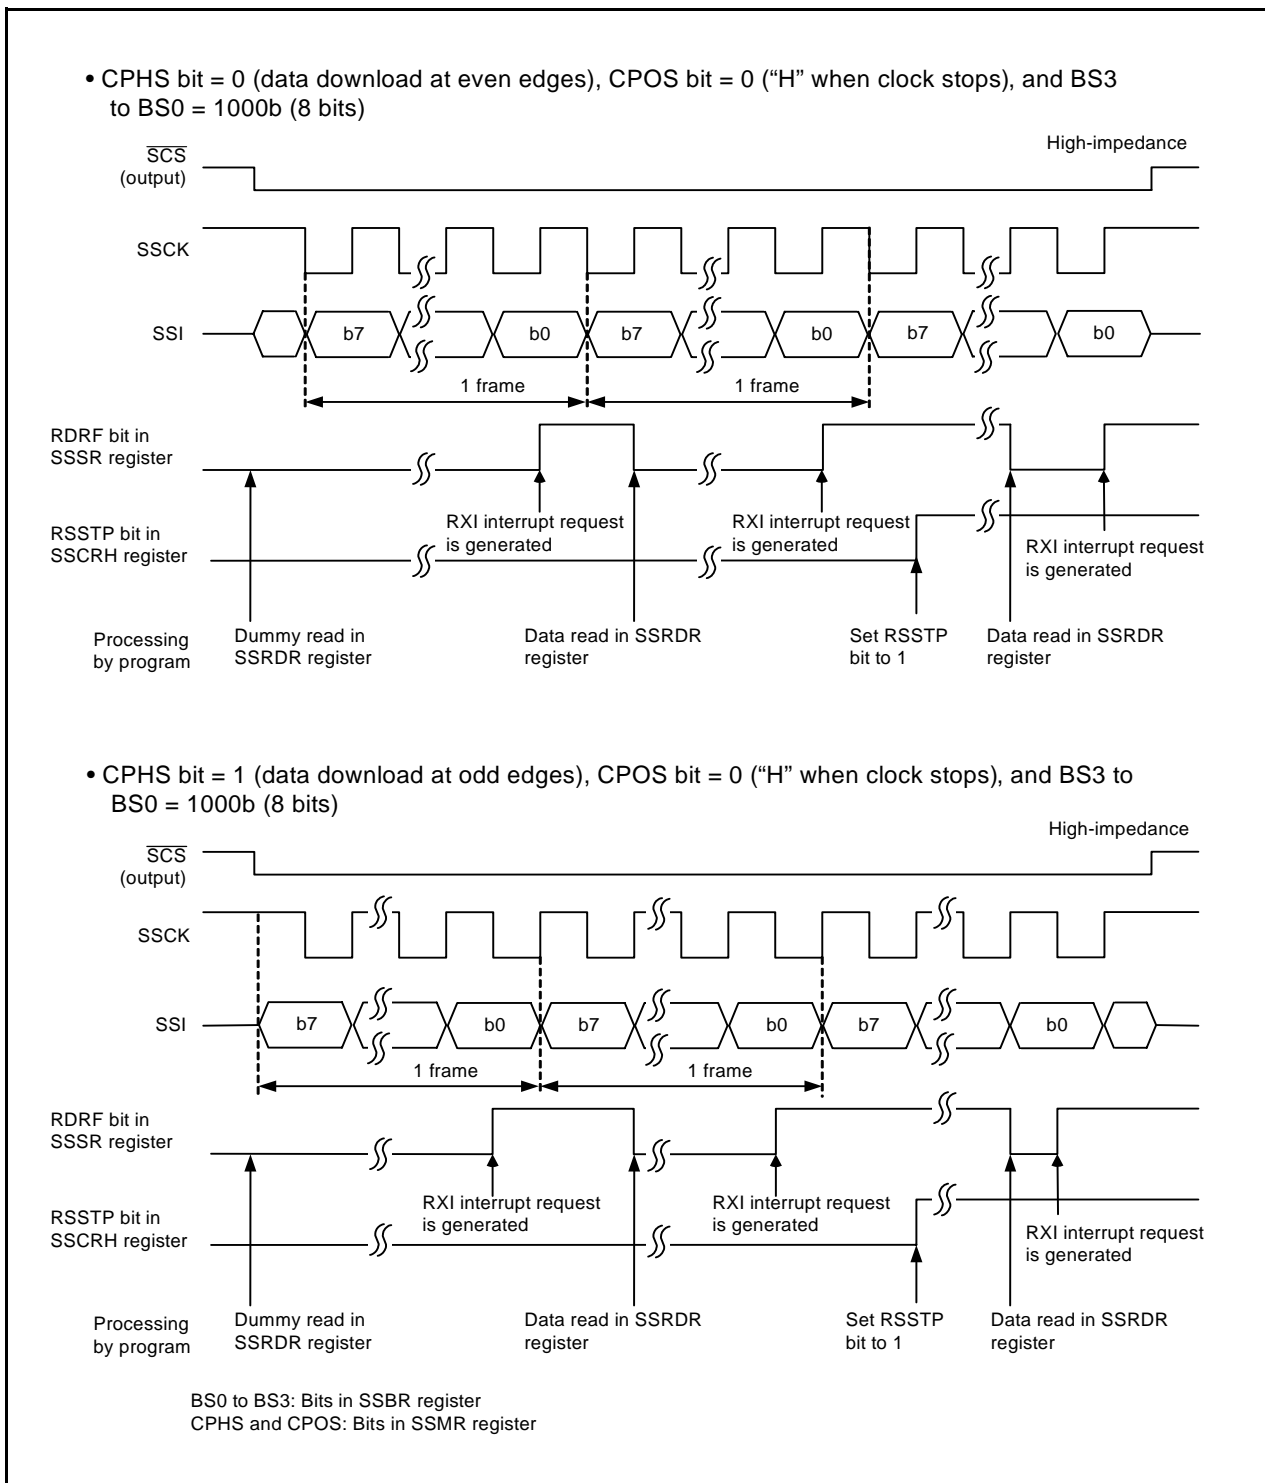 • CPHS bit = 0 (data download at even edges), CPOS bit = 0 (“H” when clock stops), and BS3
to BS0 = 1000b (8 bits)
High-impedance
SCS
(output)
SSCK
SSI
b7
b0
b7
b0
b7
b0
1 frame
1 frame
RDRF bit in
SSSR register
RXI interrupt request
is generated
RXI interrupt request
is generated
RXI interrupt request
is generated
RSSTP bit in
SSCRH register
Processing
by program
Dummy read in
SSRDR register
Data read in SSRDR
register
Set RSSTP
bit to 1
Data read in SSRDR
register
• CPHS bit = 1 (data download at odd edges), CPOS bit = 0 (“H” when clock stops), and BS3 to
BS0 = 1000b (8 bits)
High-impedance
SCS
(output)
SSCK
SSI
b7
b0
b7
b0
b7
b0
1 frame
1 frame
RDRF bit in
SSSR register
RXI interrupt request
is generated
RXI interrupt request
is generated
RXI interrupt request
is generated
RSSTP bit in
SSCRH register
Processing
by program
Dummy read in
SSRDR register
Data read in SSRDR
register
Set RSSTP
bit to 1
Data read in SSRDR
register
BS0 to BS3: Bits in SSBR register
CPHS and CPOS: Bits in SSMR register